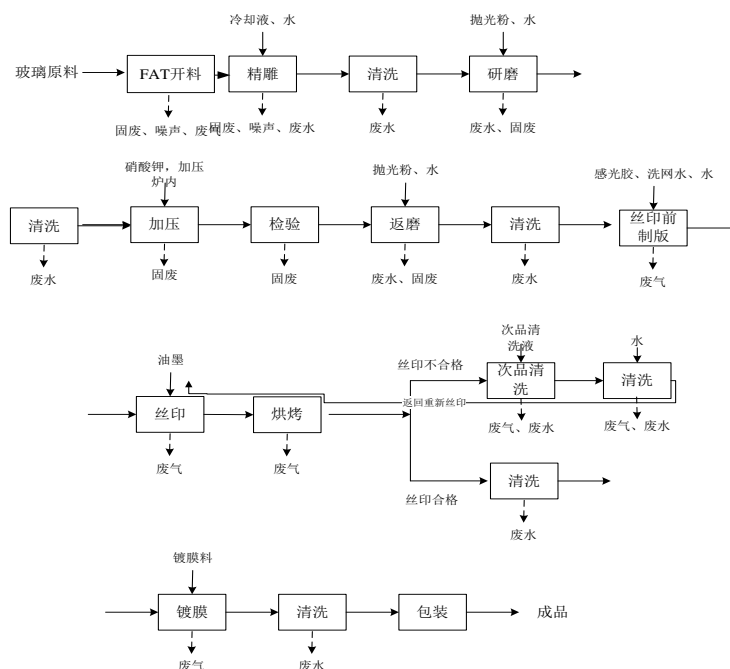 冷却液、水
抛光粉、水
玻璃原料
FAT开料
精雕
清洗
研磨
固废、噪声、废气
固废、噪声、废水
废水
废水、固废
硝酸钾，加压
炉内
抛光粉、水
感光胶、洗网水、水
清洗
加压
检验
返磨
清洗
丝印前
制版
废水
固废
固废
废水、固废
废水
废气
油墨
丝印不合格
次品清
洗液
水
丝印
烘烤
次品清
洗
清洗
返回重新丝印
废气
废气
废气、废水
废气、废水
丝印合格
清洗
废水
镀膜料
镀膜
清洗
包装
成品
废气
废水